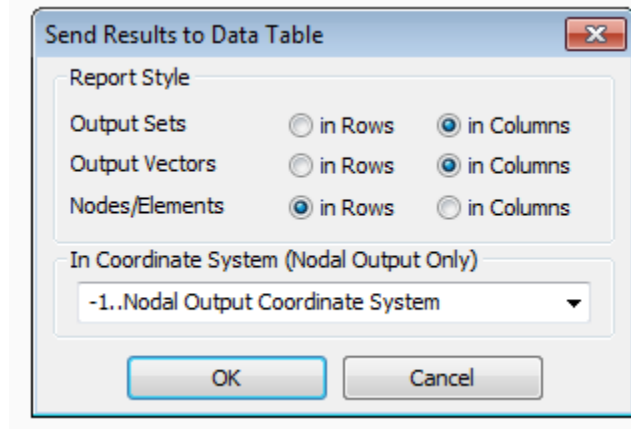 Send Results to Data Table
Report Style
Output Sets in Rows in Columns
Output Vectors in Rows in Columns
Nodes/Elements in Rows in Columns
In Coordinate System (Nodal Output Only)
-1..Nodal Output Coordinate System
OK Cancel